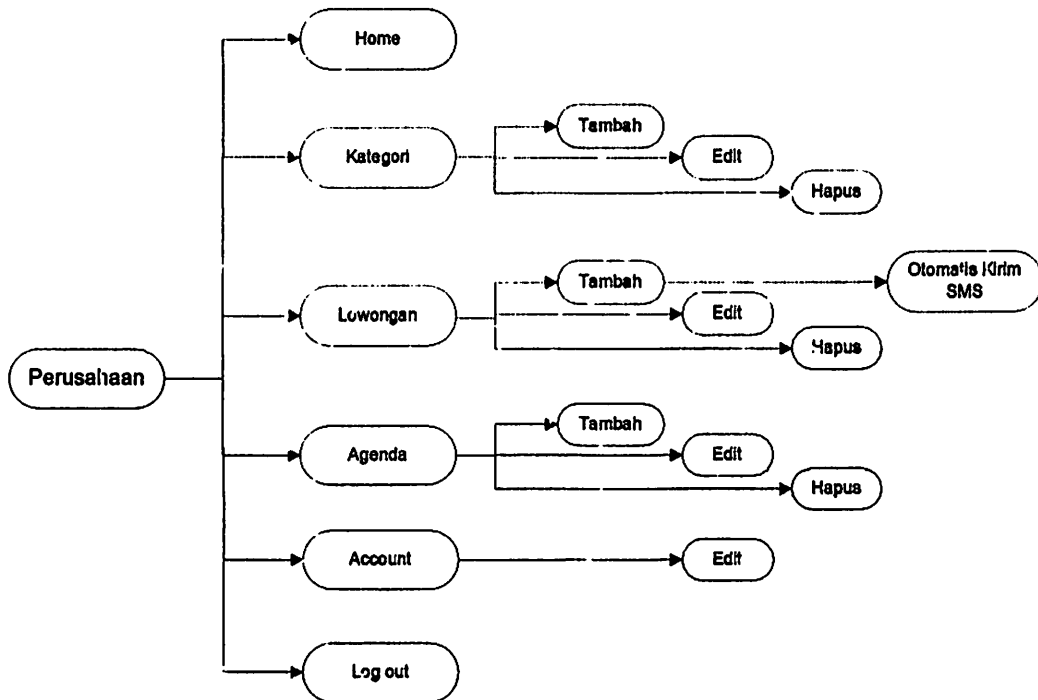 Home
Tambah
Kategori
Edit
Hapus
Otomatis Kirim
SMS
Tambah
Lowongan
Edit
Hapus
Perusahaan
Tambah
Agenda
Edit
Hapus
Account
Edit
Log out